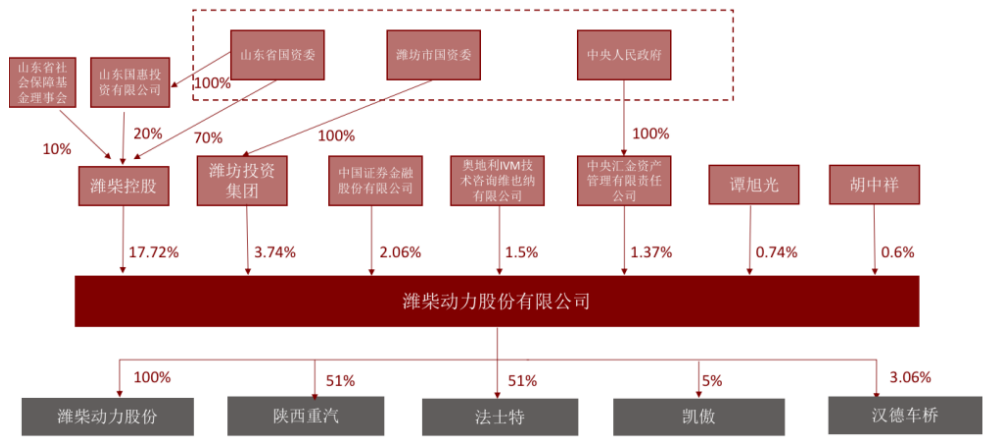 山东省社
会保障基
金理事会
山东国惠投
资有限公司
山东省国资委
潍坊市国资委
中央人民政府
100%
10%
20%
70%
100%
100%
潍柴控股
潍坊投资
集团
中国证券金融
股份有限公司
奥地利IVM技
术咨询维也纳
有限公司
中央汇金资产
管理有限责任
公司
谭旭光
胡中祥
17.72%
3.74%
2.06%
1.5%
1.37%
0.74%
0.6%
潍柴动力股份有限公司
100%
51%
51%
5%
3.06%
潍柴动力股份
陕西重汽
法士特
凯傲
汉德车桥